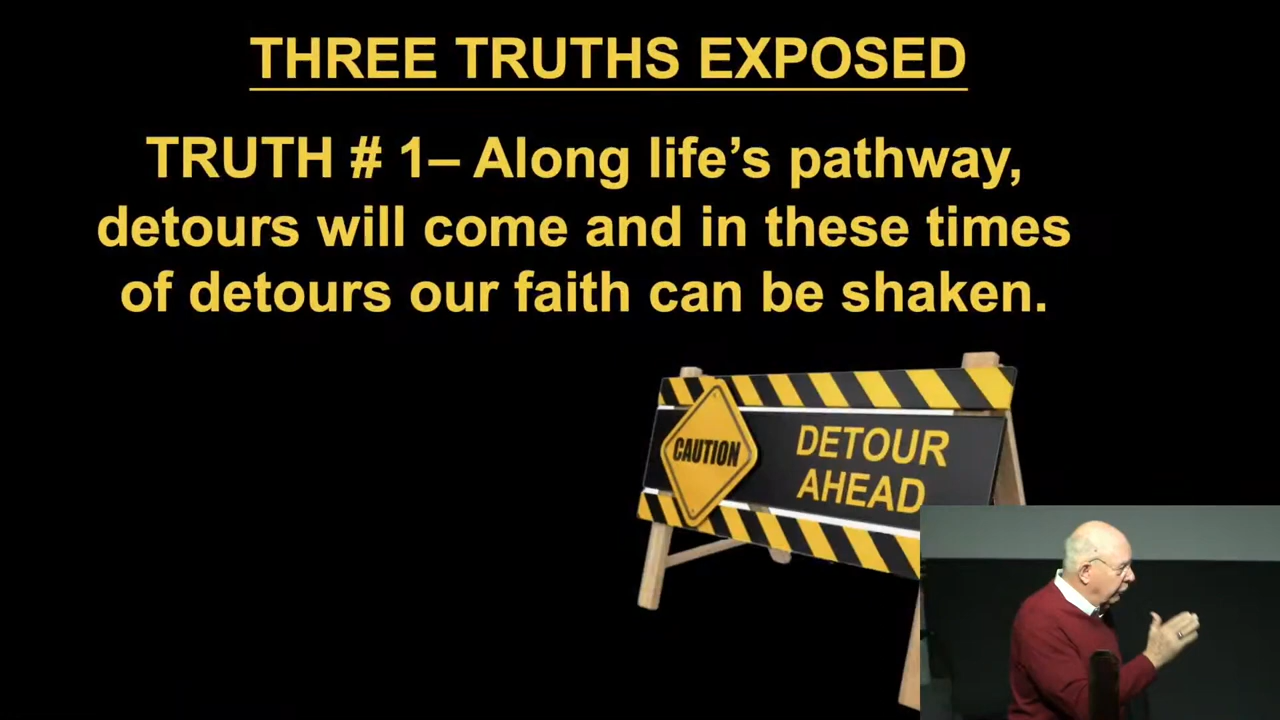 THREE TRUTHS EXPOSED
TRUTH # 1– Along life’s pathway,
detours will come and in these times
of detours our faith can be shaken.
CAUTION
DETOUR
AHEAD